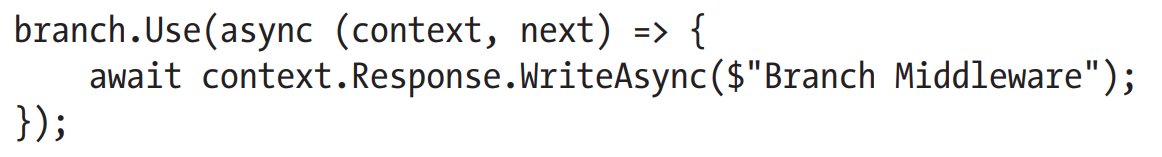 branch.Use(async (context, next) => {
    await context.Response.WriteAsync($"Branch Middleware");
});